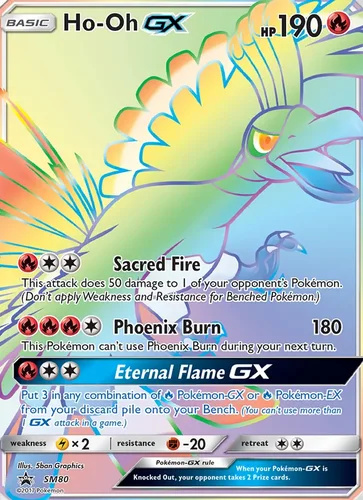 BASIC Ho-Oh GX HP190
Sacred Fire
This attack does 50 damage to 1 of your opponent's Pokémon.
(Don't apply Weakness and Resistance for Benched Pokémon.)
Phoenix Burn 180
This Pokémon can't use Phoenix Burn during your next turn.
Eternal Flame GX
Put 3 in any combination of Pokémon-GX or Pokémon-EX
from your discard pile onto your Bench. (You can't use more than
1 GX attack in a game.)
weakness ×2 resistance -20 retreat
Illus. 5ban Graphics
SM80
©2017 Pokémon
Pokémon-GX rule
When your Pokémon-GX is
Knocked Out, your opponent takes 2 Prize cards.